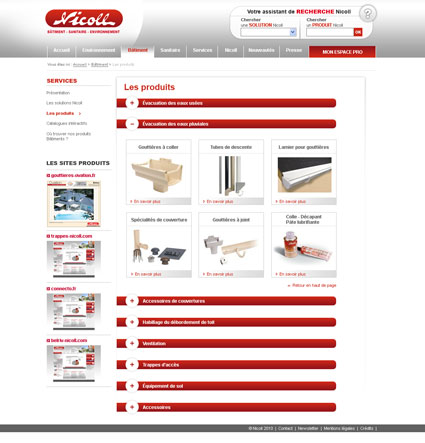 Nicoll
BÂTIMENT - SANITAIRE - ENVIRONNEMENT
Votre assistant de RECHERCHE Nicoll
Chercher
une SOLUTION Nicoll
Chercher
un PRODUIT Nicoll
Accueil
Environnement
Bâtiment
Sanitaire
Services
Nicoll
Nouveautés
Presse
MON ESPACE PRO
Vous êtes ici : Accueil > Bâtiment > Les produits
SERVICES
Présentation
Les solutions Nicoll
Les produits
Catalogues interactifs
Où trouver nos produits
Bâtiments ?
LES SITES PRODUITS
gouttieres.ovation.fr
trappes-nicoll.com
connecto.fr
belrio-nicoll.com
Les produits
Évacuation des eaux usées
Évacuation des eaux pluviales
Gouttières à coller
En savoir plus
Tubes de descente
En savoir plus
Larmier pour gouttières
En savoir plus
Spécialités de couverture
En savoir plus
Gouttières à joint
En savoir plus
Colle - Décapant
Pâte lubrifiante
En savoir plus
Retour en haut de page
Accessoires de couvertures
Habillage de débordement de toit
Ventilation
Trappes d'accès
Équipement de sol
Accessoires
© Nicoll 2010 | Contact | Newsletter | Mentions légales | Crédits |